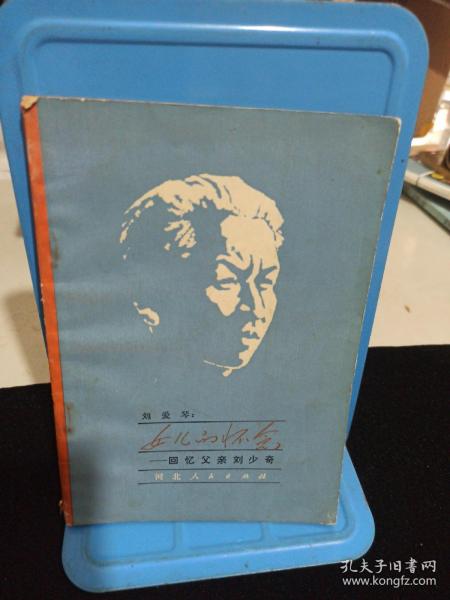 刘爱琴:
女儿的怀念
——回忆父亲刘少奇
河北人民出版社
孔夫子旧书网
www.kongfz.com